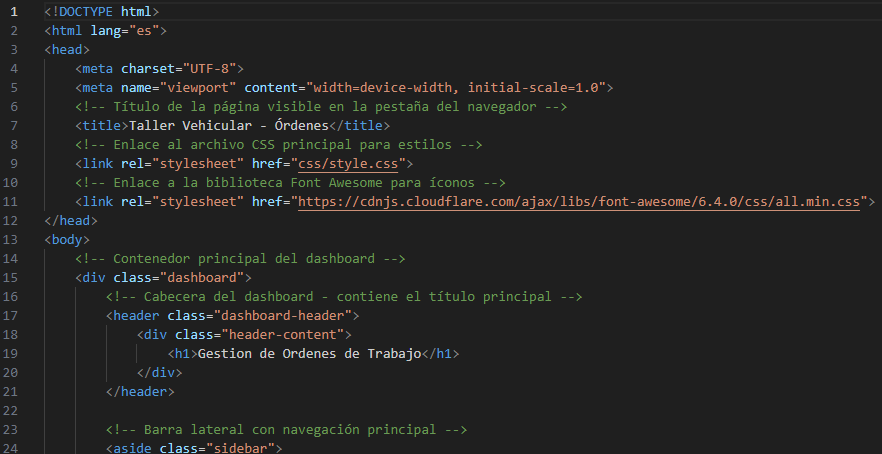 1 <!DOCTYPE html>
2 <html lang="es">
3 <head>
4 <meta charset="UTF-8">
5 <meta name="viewport" content="width=device-width, initial-scale=1.0">
6 <!-- Título de la página visible en la pestaña del navegador -->
7 <title>Taller Vehicular - Órdenes</title>
8 <!-- Enlace al archivo CSS principal para estilos -->
9 <link rel="stylesheet" href="css/style.css">
10 <!-- Enlace a la biblioteca Font Awesome para íconos -->
11 <link rel="stylesheet" href="https://cdnjs.cloudflare.com/ajax/libs/font-awesome/6.4.0/css/all.min.css">
12 </head>
13 <body>
14 <!-- Contenedor principal del dashboard -->
15 <div class="dashboard">
16 <!-- Cabecera del dashboard - contiene el título principal -->
17 <header class="dashboard-header">
18 <div class="header-content">
19 <h1>Gestion de Ordenes de Trabajo</h1>
20 </div>
21 </header>
22
23 <!-- Barra lateral con navegación principal -->
24 <aside class="sidebar">